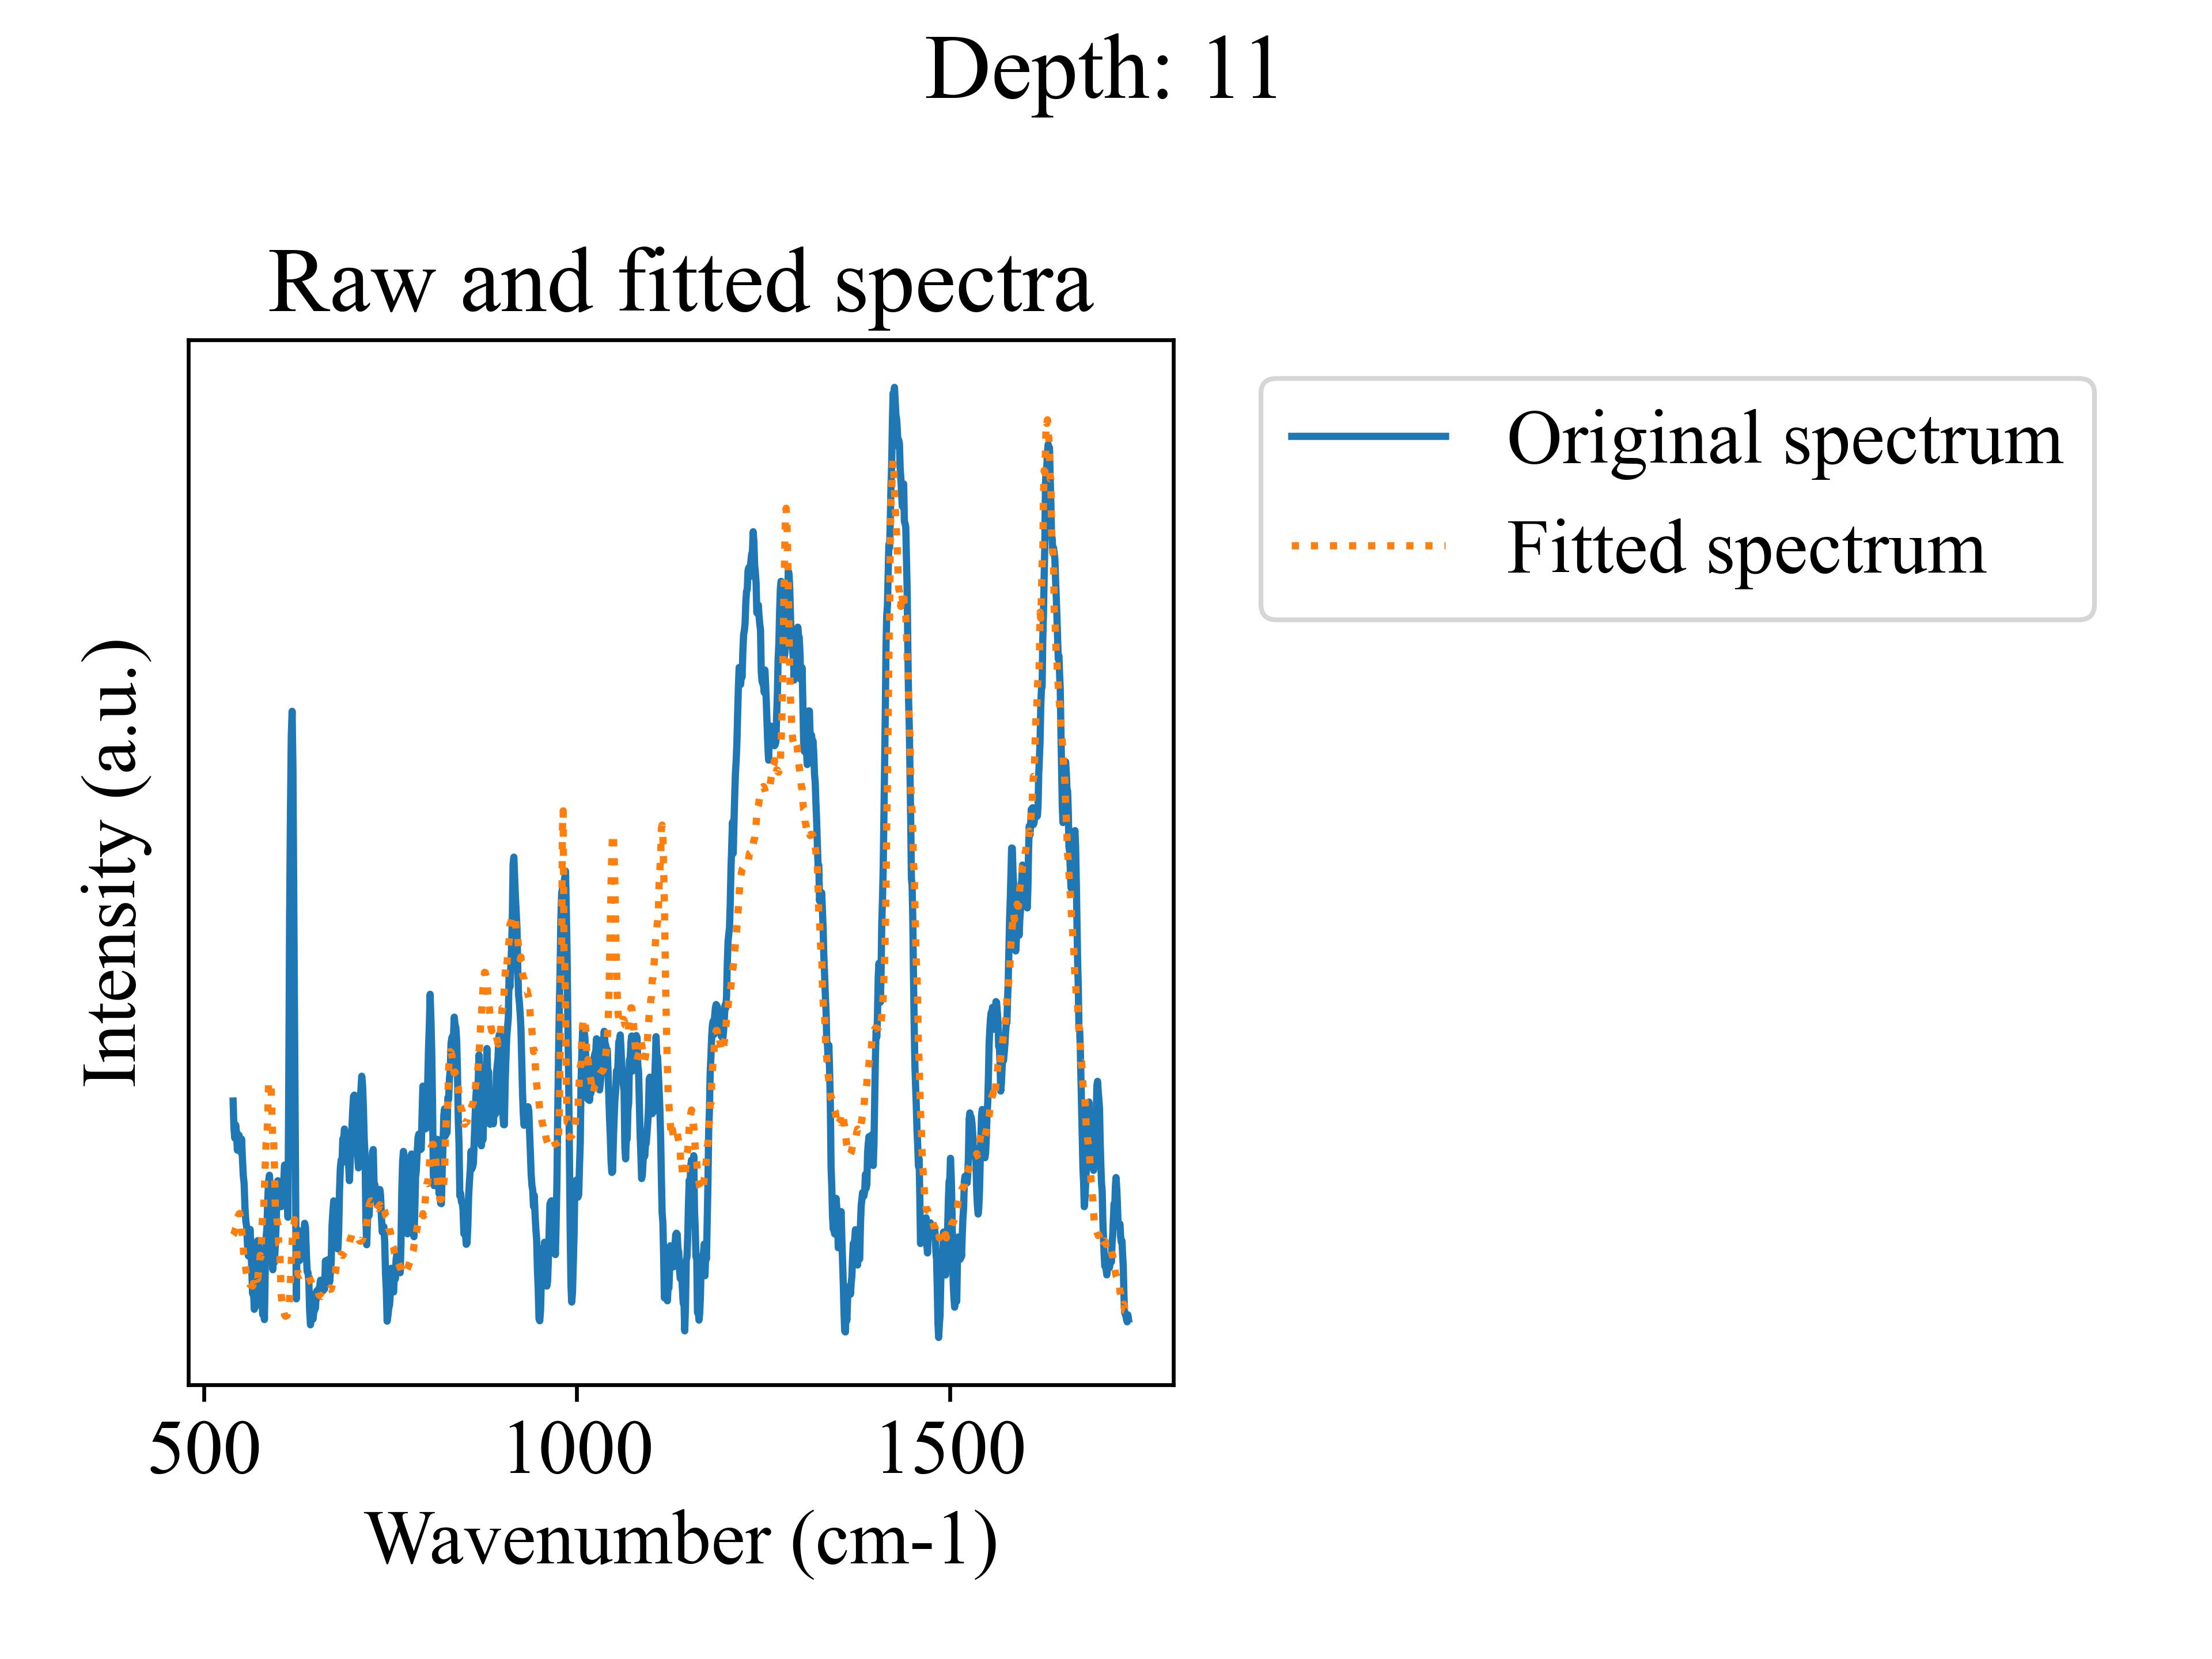 Depth: 11
Raw and fitted spectra
Original spectrum
Fitted spectrum
Intensity (a.u.)
500 1000 1500
Wavenumber (cm-1)